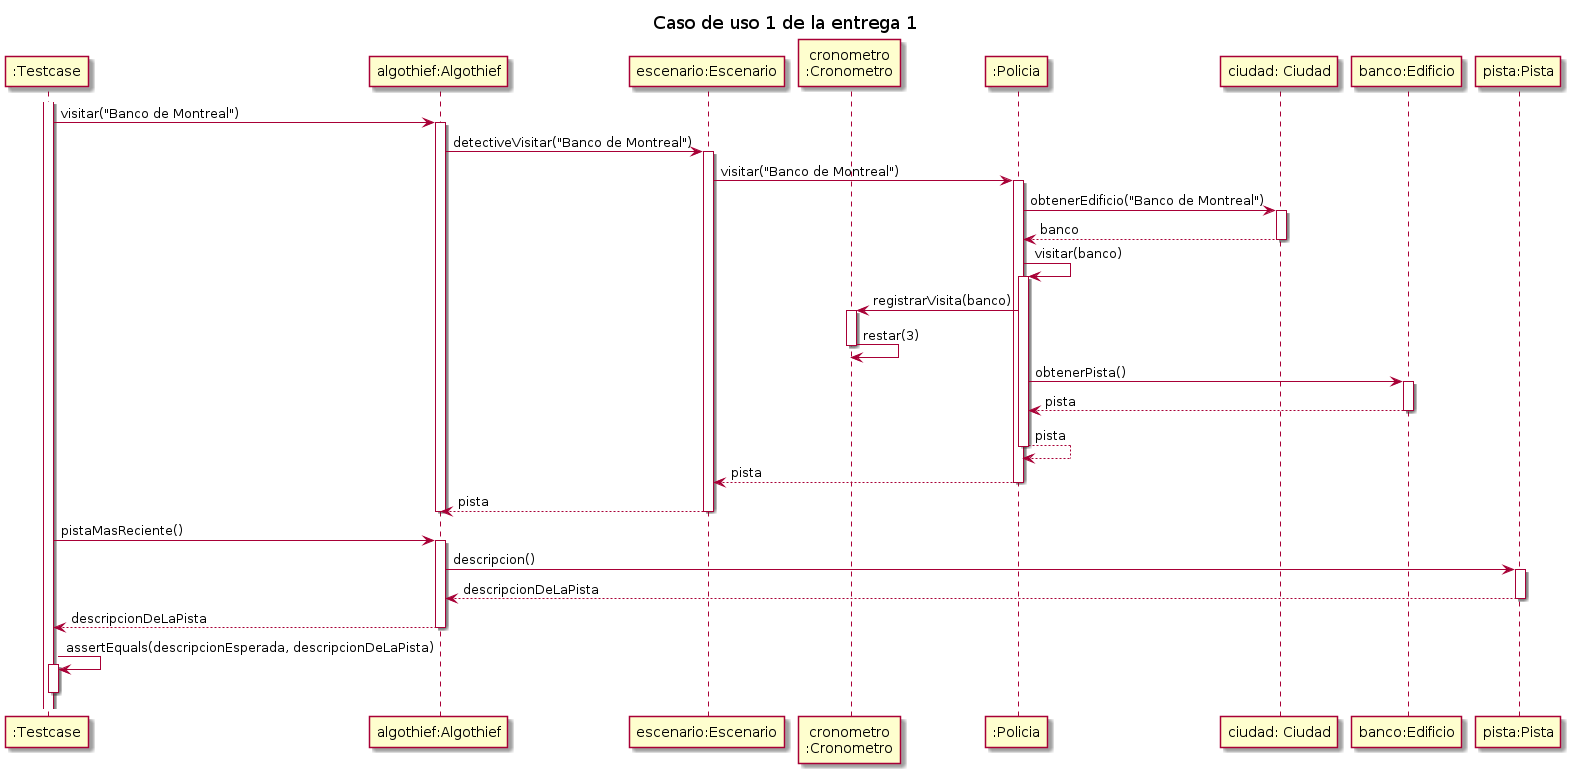 Caso de uso 1 de la entrega 1
:Testcase
algothief:Algothief
escenario:Escenario
cronometro
:Cronometro
:Policia
ciudad: Ciudad
banco:Edificio
pista:Pista
visitar("Banco de Montreal")
detectiveVisitar("Banco de Montreal")
visitar("Banco de Montreal")
obtenerEdificio("Banco de Montreal")
banco
visitar(banco)
registrarVisita(banco)
restar(3)
obtenerPista()
pista
pista
pista
pista
pistaMasReciente()
descripcion()
descripcionDeLaPista
descripcionDeLaPista
assertEquals(descripcionEsperada, descripcionDeLaPista)
:Testcase
algothief:Algothief
escenario:Escenario
cronometro
:Cronometro
:Policia
ciudad: Ciudad
banco:Edificio
pista:Pista